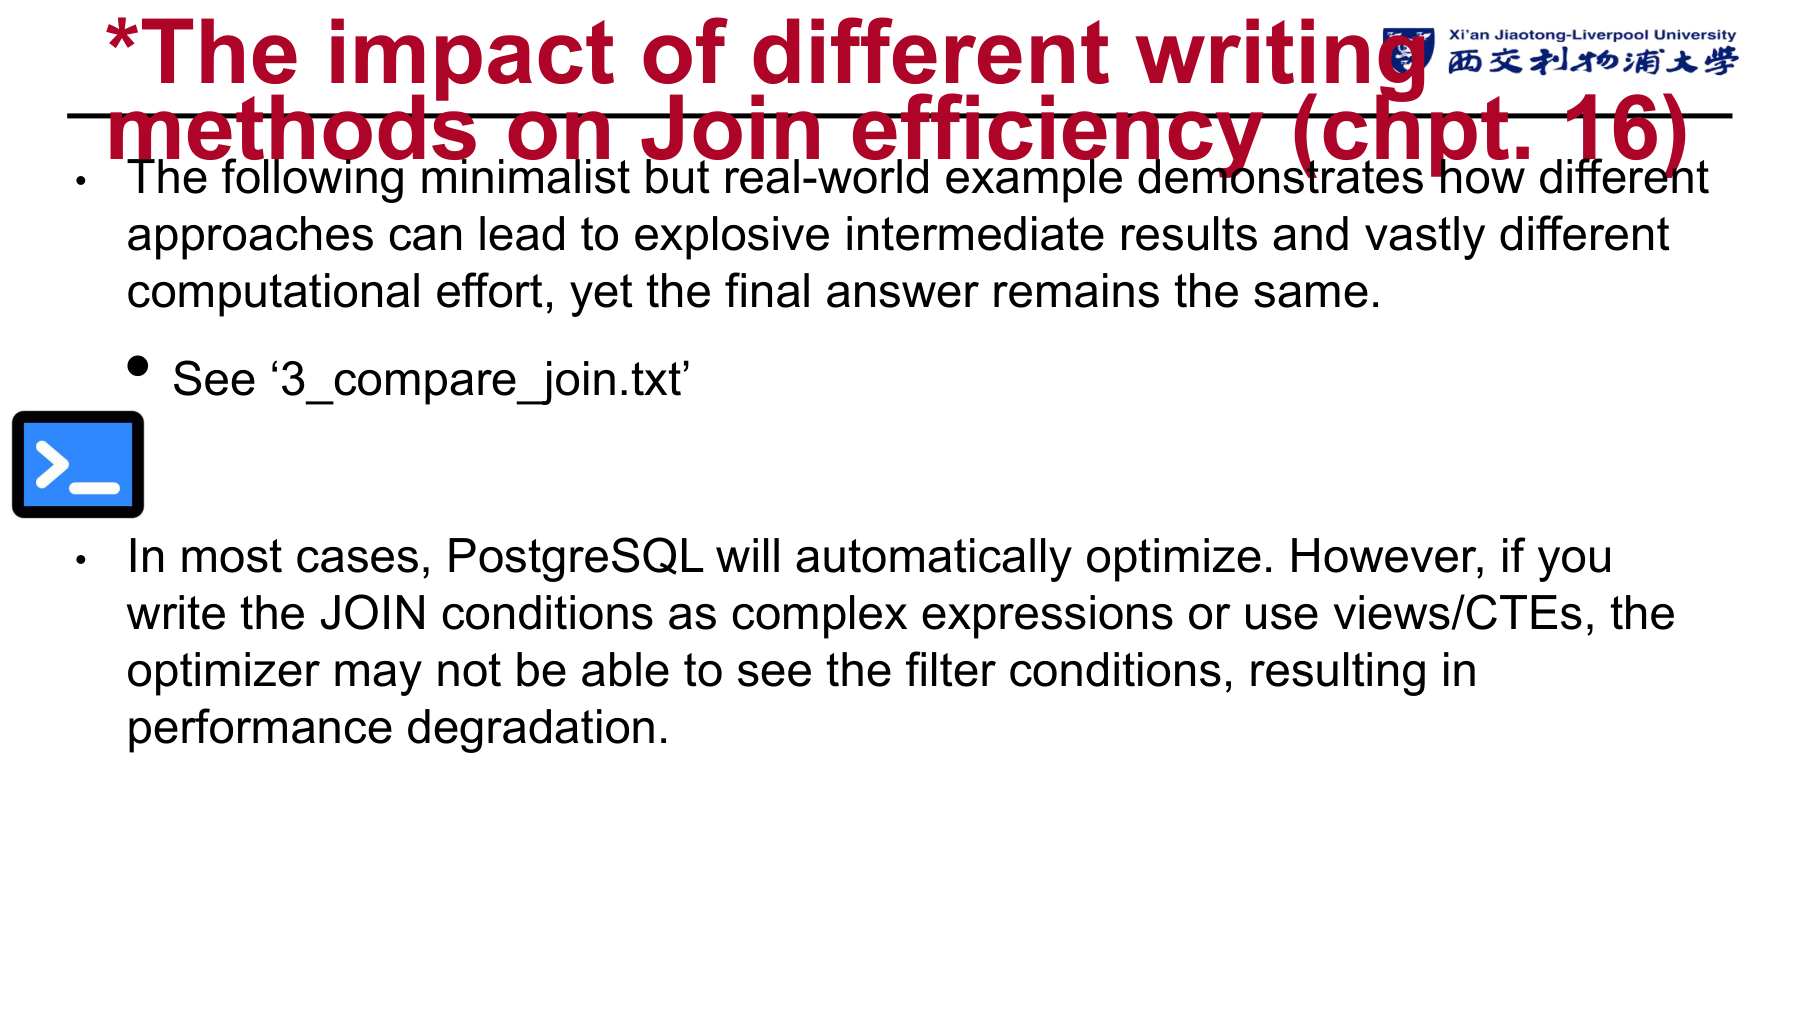 *The impact of different writing
Xi'an Jiaotong-Liverpool University
西交利物浦大学
methods on Join efficiency (chpt. 16)
• The following minimalist but real-world example demonstrates how different
approaches can lead to explosive intermediate results and vastly different
computational effort, yet the final answer remains the same.
• See ‘3_compare_join.txt’
>_
• In most cases, PostgreSQL will automatically optimize. However, if you
write the JOIN conditions as complex expressions or use views/CTEs, the
optimizer may not be able to see the filter conditions, resulting in
performance degradation.